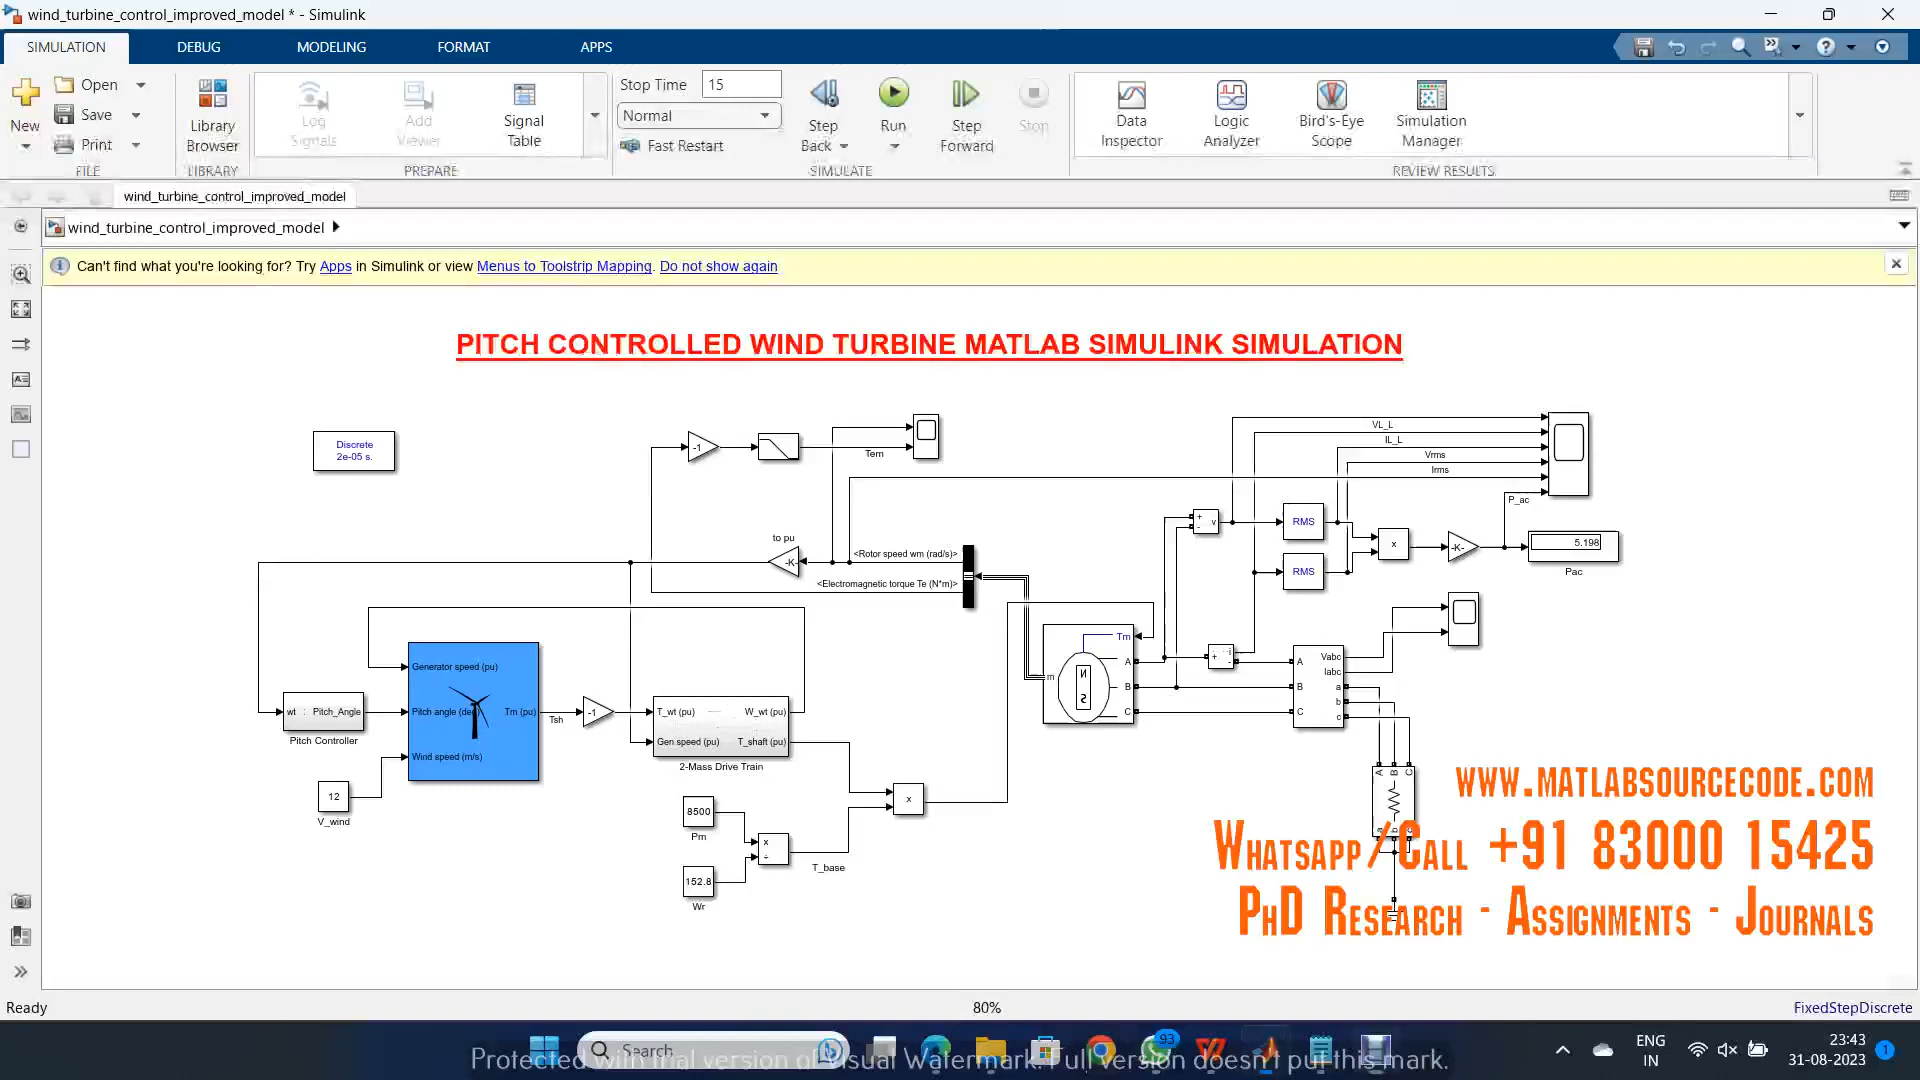 wind_turbine_control_improved_model * - Simulink
SIMULATION DEBUG MODELING FORMAT APPS
New
Open
Save
Print
FILE
Library Browser
LIBRARY
Log Signals
Add Viewer
Signal Table
PREPARE
Stop Time 15
Normal
Fast Restart
Step Back
Run
Step Forward
Stop
SIMULATE
Data Inspector
Logic Analyzer
Bird's-Eye Scope
Simulation Manager
REVIEW RESULTS
wind_turbine_control_improved_model
wind_turbine_control_improved_model
Can't find what you're looking for? Try Apps in Simulink or view Menus to Toolstrip Mapping. Do not show again
PITCH CONTROLLED WIND TURBINE MATLAB SIMULINK SIMULATION
Discrete
2e-05 s.
-1
Tem
VL_L
IL_L
Vrms
Irms
P_ac
to pu
-K-
<Rotor speed wm (rad/s)>
<Electromagnetic torque Te (N*m)>
+
-
v
RMS
RMS
x
-K-
5.198
Pac
Generator speed (pu)
Pitch angle (deg)
Wind speed (m/s)
Tm (pu)
wt
Pitch_Angle
Pitch Controller
12
V_wind
Tsh
-1
T_wt (pu)
Gen speed (pu)
W_wt (pu)
T_shaft (pu)
2-Mass Drive Train
8500
Pm
152.8
Wr
x
÷
T_base
x
Tm
m
A
B
C
N
S
+
i
-
A
B
C
Vabc
Iabc
a
b
c
A B C
a b c
www.matlabsourcecode.com
Whatsapp/Call +91 83000 15425
PhD Research - Assignments - Journals
Ready
80%
FixedStepDiscrete
Search
93
ENG
IN
23:43
31-08-2023
1
Protected with trial version of Visual Watermark. Full version doesn't put this mark.